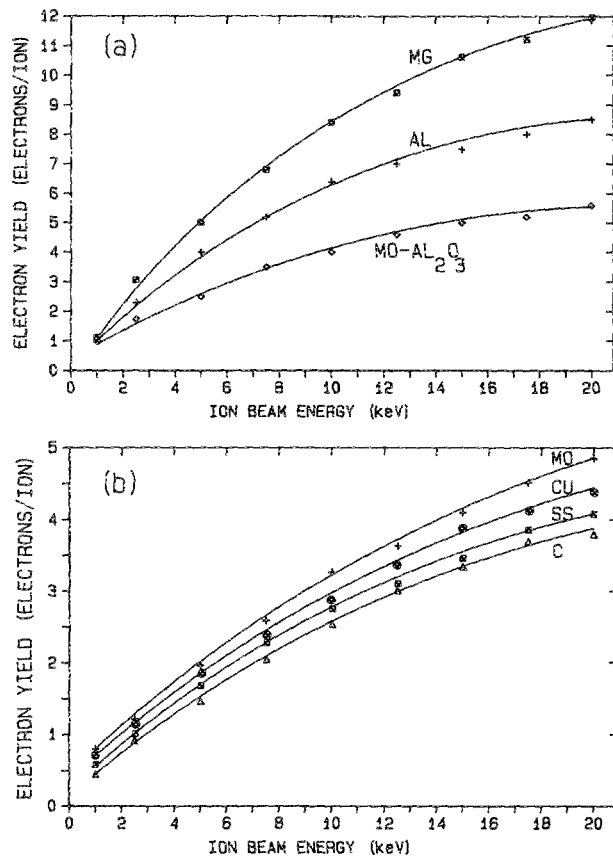 (a)
ELECTRON YIELD (ELECTRONS/ION)
12
11
10
9
8
7
6
5
4
3
2
1
0
MG
AL
MO-AL2O3
0 2 4 6 8 10 12 14 16 18 20
ION BEAM ENERGY (keV)
(b)
ELECTRON YIELD (ELECTRONS/ION)
5
4
3
2
1
0
MO
CU
SS
C
0 2 4 6 8 10 12 14 16 18 20
ION BEAM ENERGY (keV)